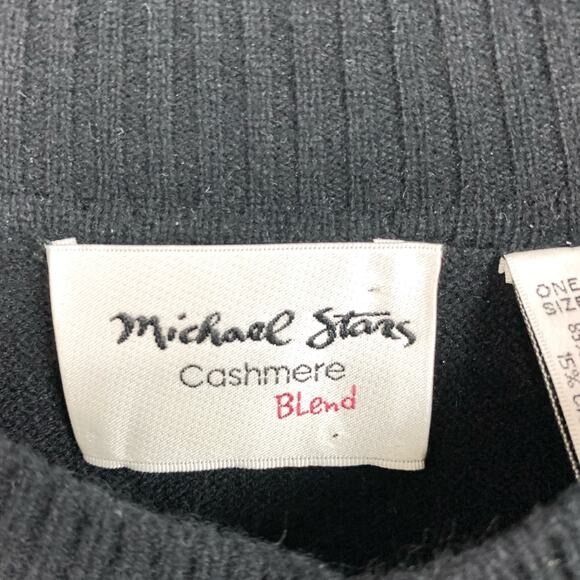 Michael Stars
Cashmere
BLend
ONE
SIZE
15%